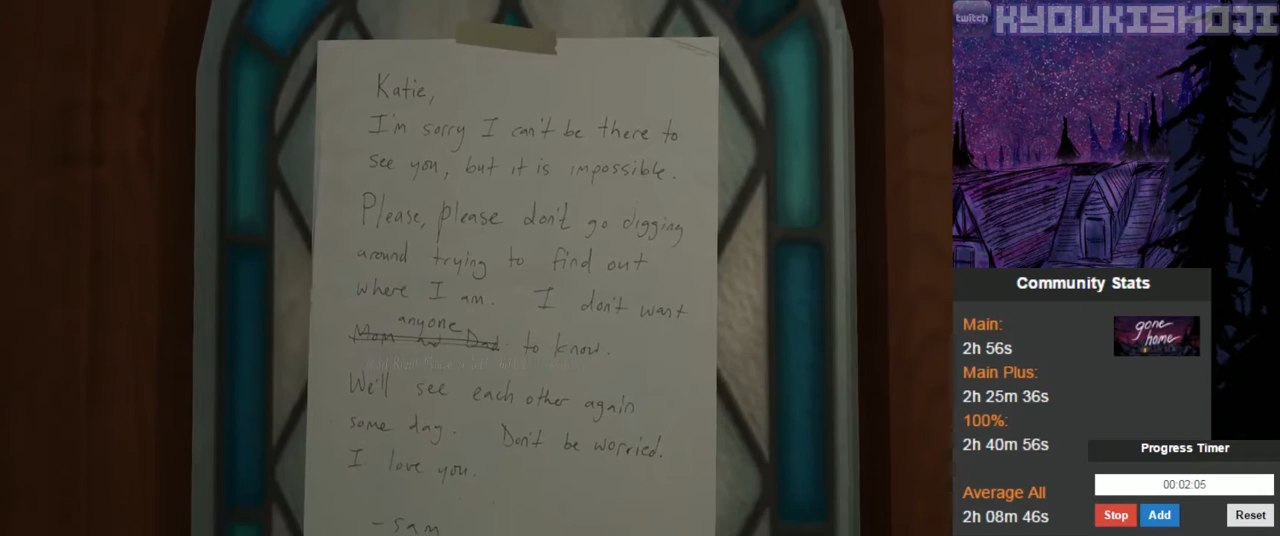 Katie,
I'm sorry I can't be there to
see you, but it is impossible.
Please, please don't go digging
around trying to find out
where I am. I don't want
anyone
Mom Dad to know.
We'll see each other again
some day. Don't be worried.
I love you.
- Sam
twitch KYOUKISHOJI
Community Stats
Main:
2h 56s
gone
home
Main Plus:
2h 25m 36s
100%:
2h 40m 56s
Progress Timer
00:02:05
Average All
2h 08m 46s
Stop Add Reset